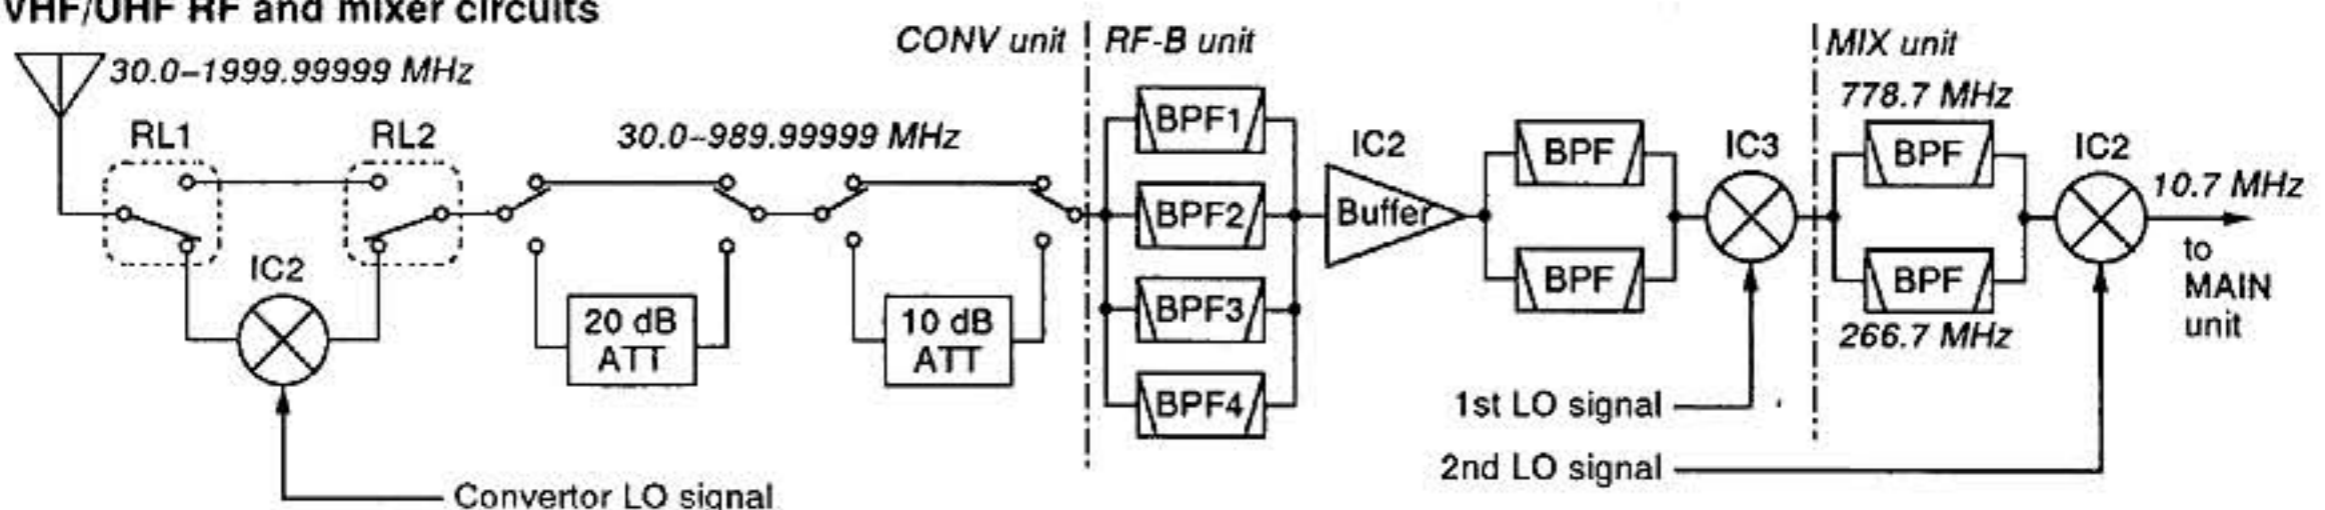 VHF/UHF RF and mixer circuits
30.0–1999.99999 MHz
CONV unit
RF-B unit
MIX unit
RL1
RL2
30.0–989.99999 MHz
IC2
20 dB
ATT
10 dB
ATT
Convertor LO signal
BPF1
BPF2
BPF3
BPF4
IC2
Buffer
BPF
BPF
IC3
1st LO signal
2nd LO signal
778.7 MHz
BPF
BPF
266.7 MHz
IC2
10.7 MHz
to
MAIN
unit